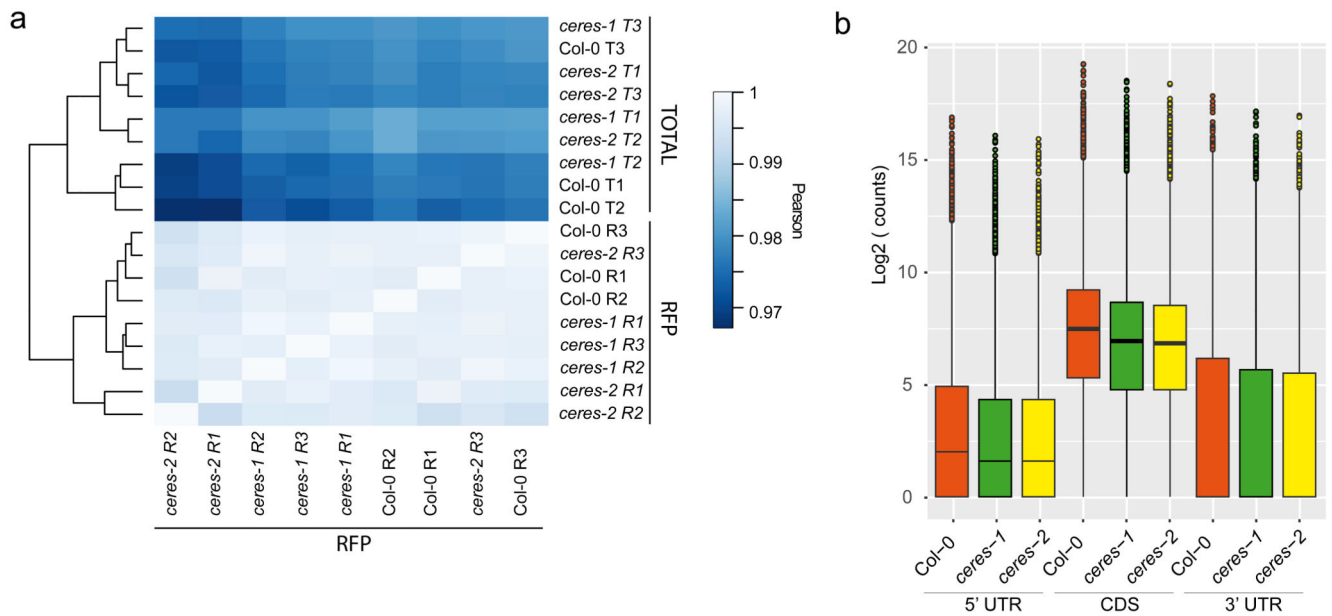 a
ceres-1 T3
Col-0 T3
ceres-2 T1
ceres-2 T3
ceres-1 T1
ceres-2 T2
ceres-1 T2
Col-0 T1
Col-0 T2
Col-0 R3
ceres-2 R3
Col-0 R1
Col-0 R2
ceres-1 R1
ceres-1 R3
ceres-1 R2
ceres-2 R1
ceres-2 R2
TOTAL
RFP
ceres-2 R2
ceres-2 R1
ceres-1 R2
ceres-1 R3
ceres-1 R1
Col-0 R2
Col-0 R1
ceres-2 R3
Col-0 R3
RFP
1
0.99
0.98
0.97
Pearson
b
20
15
10
5
0
Log2 ( counts)
Col-0
ceres-1
ceres-2
Col-0
ceres-1
ceres-2
Col-0
ceres-1
ceres-2
5' UTR
CDS
3' UTR